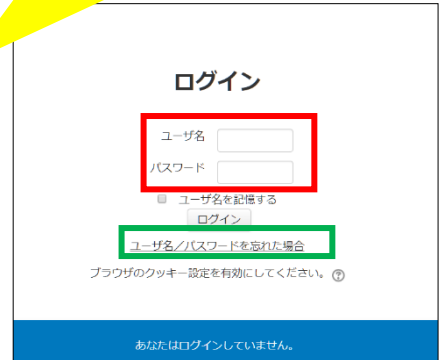 ログイン
ユーザ名
パスワード
ユーザ名を記憶する
ログイン
ユーザ名/パスワードを忘れた場合
ブラウザのクッキー設定を有効にしてください。 ?
あなたはログインしていません。